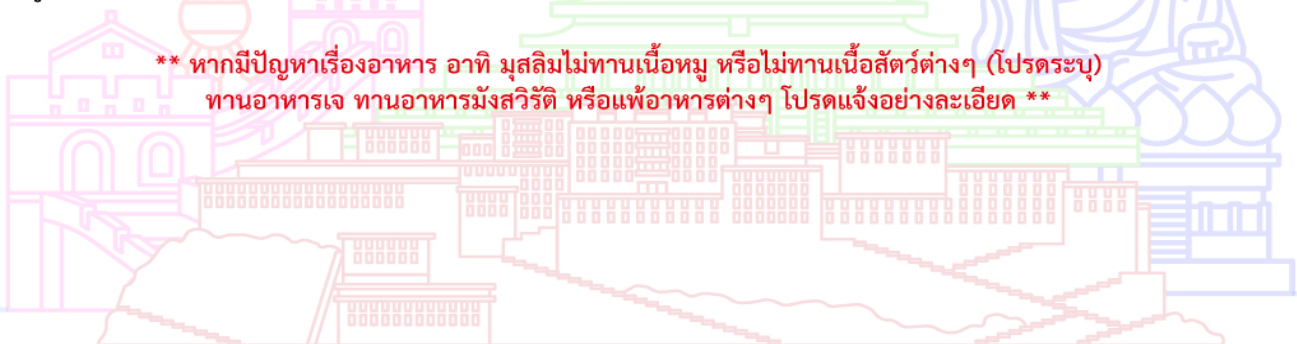 ** หากมีปัญหาเรื่องอาหาร อาทิ มุสลิมไม่ทานเนื้อหมู หรือไม่ทานเนื้อสัตว์ต่างๆ (โปรดระบุ)
ทานอาหารเจ ทานอาหารมังสวิรัติ หรือแพ้อาหารต่างๆ โปรดแจ้งอย่างละเอียด **